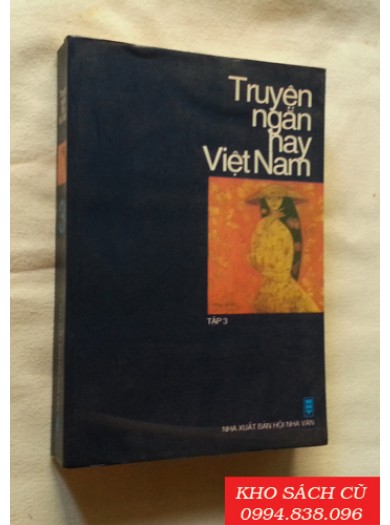 Truyện
ngắn
hay
Việt Nam
TẬP 3
NHÀ XUẤT BẢN HỘI NHÀ VĂN
3
KHO SÁCH CŨ
0994.838.096